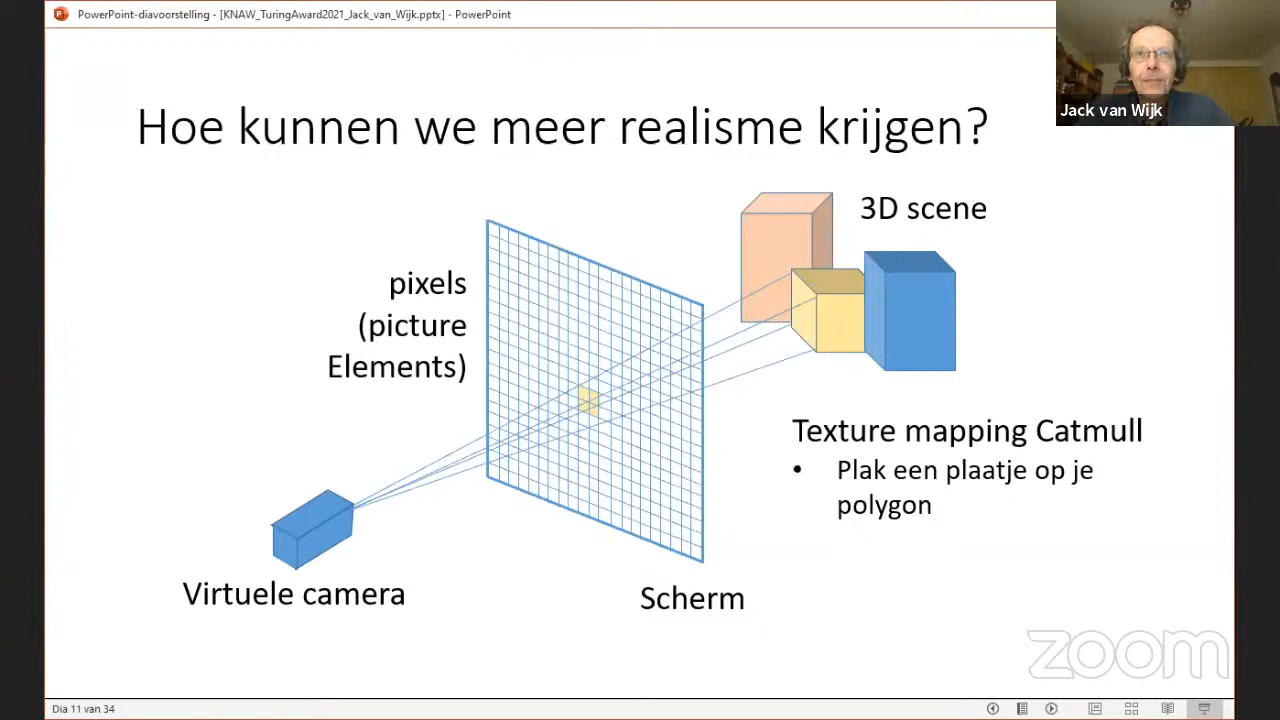 PowerPoint-diavoorstelling - [KNAW_TuringAward2021_Jack_van_Wijk.pptx] - PowerPoint
Jack van Wijk
Hoe kunnen we meer realisme krijgen?
3D scene
pixels
(picture
Elements)
Texture mapping Catmull
• Plak een plaatje op je
polygon
Virtuele camera
Scherm
zoom
Dia 11 van 34